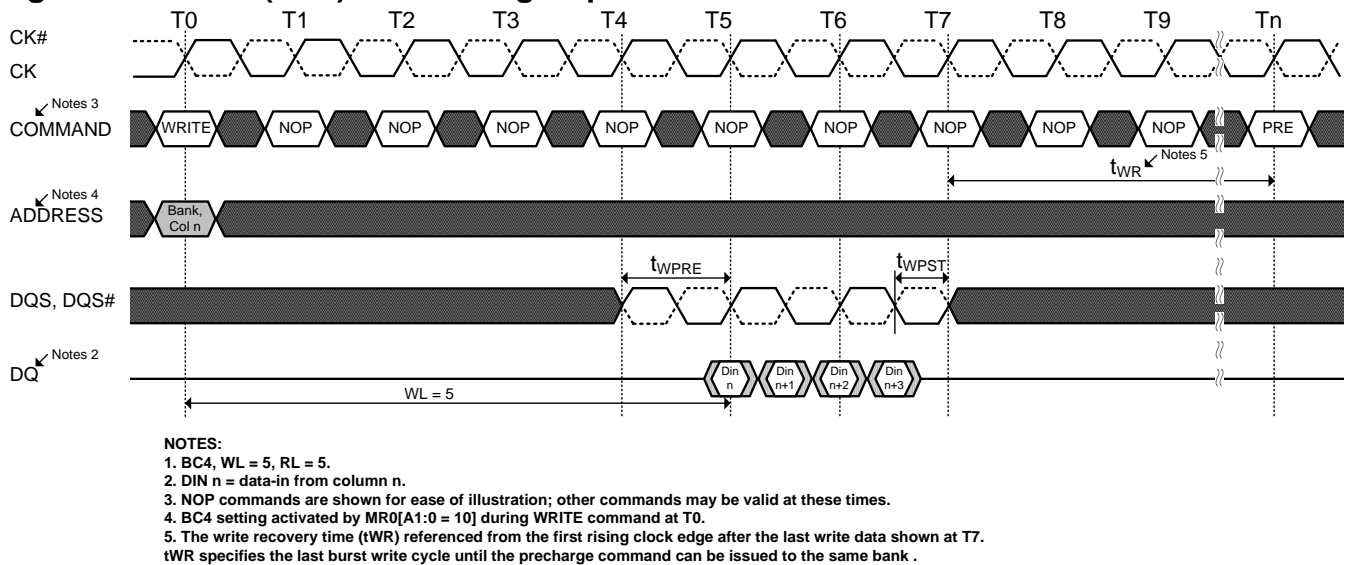 T0 T1 T2 T3 T4 T5 T6 T7 T8 T9 Tn
CK#
CK
Notes 3
COMMAND
WRITE NOP NOP NOP NOP NOP NOP NOP NOP NOP PRE
tWR
Notes 5
Notes 4
ADDRESS
Bank,
Col n
tWPRE
tWPST
DQS, DQS#
Notes 2
DQ
Din
n
Din
n+1
Din
n+2
Din
n+3
WL = 5
NOTES:
1. BC4, WL = 5, RL = 5.
2. DIN n = data-in from column n.
3. NOP commands are shown for ease of illustration; other commands may be valid at these times.
4. BC4 setting activated by MR0[A1:0 = 10] during WRITE command at T0.
5. The write recovery time (tWR) referenced from the first rising clock edge after the last write data shown at T7.
tWR specifies the last burst write cycle until the precharge command can be issued to the same bank .